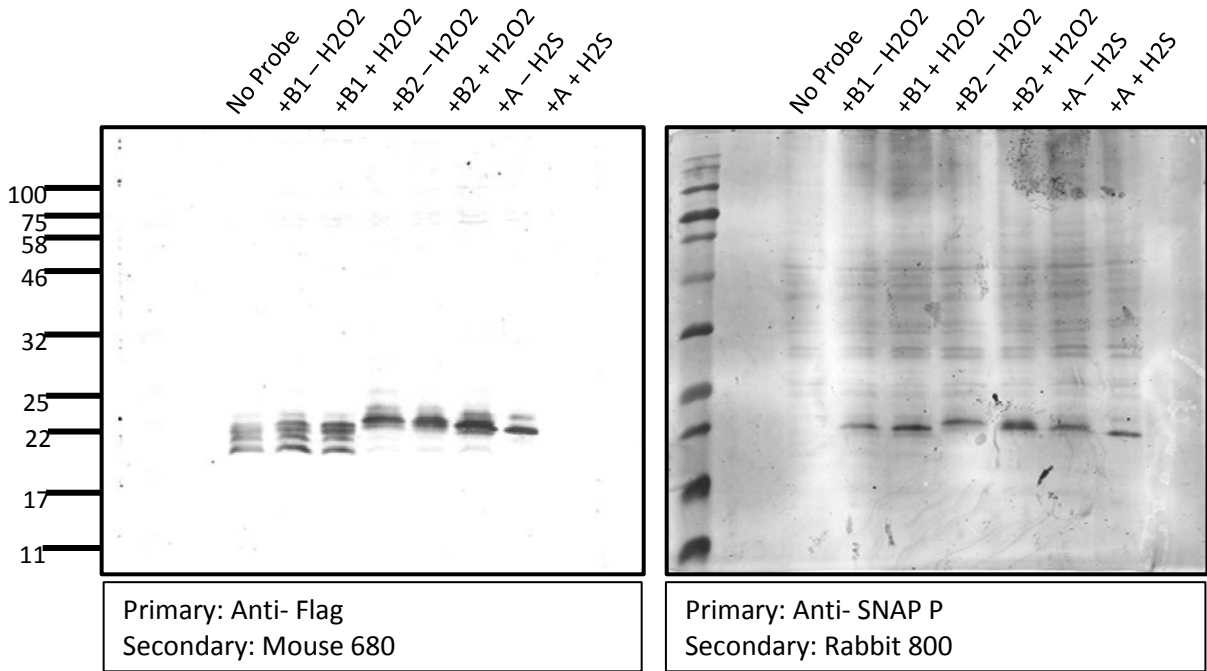 No Probe
+B1 – H2O2
+B1 + H2O2
+B2 – H2O2
+B2 + H2O2
+A – H2S
+A + H2S
No Probe
+B1 – H2O2
+B1 + H2O2
+B2 – H2O2
+B2 + H2O2
+A – H2S
+A + H2S
100
75
58
46
32
25
22
17
11
Primary: Anti- Flag
Secondary: Mouse 680
Primary: Anti- SNAP P
Secondary: Rabbit 800